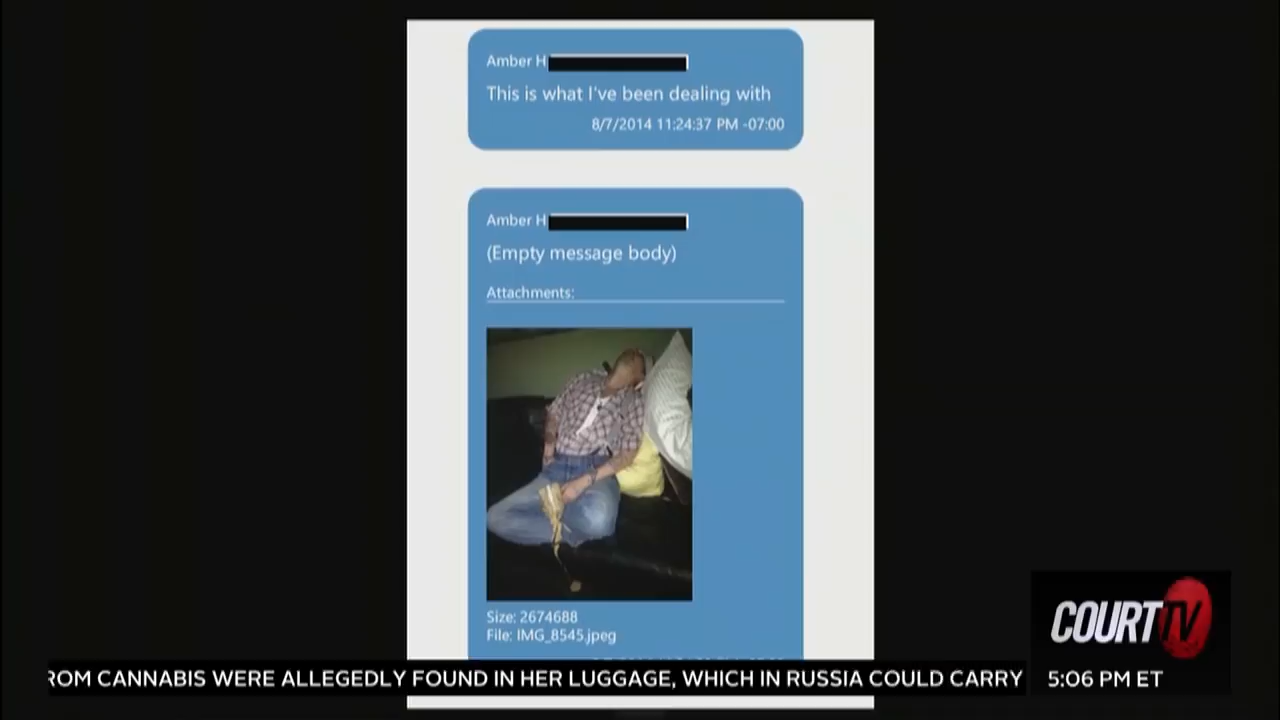 Amber H
This is what I've been dealing with
8/7/2014 11:24:37 PM -07:00
Amber H
(Empty message body)
Attachments:
Size: 2674688
File: IMG_8545.jpeg
COURT TV
ROM CANNABIS WERE ALLEGEDLY FOUND IN HER LUGGAGE, WHICH IN RUSSIA COULD CARRY
5:06 PM ET